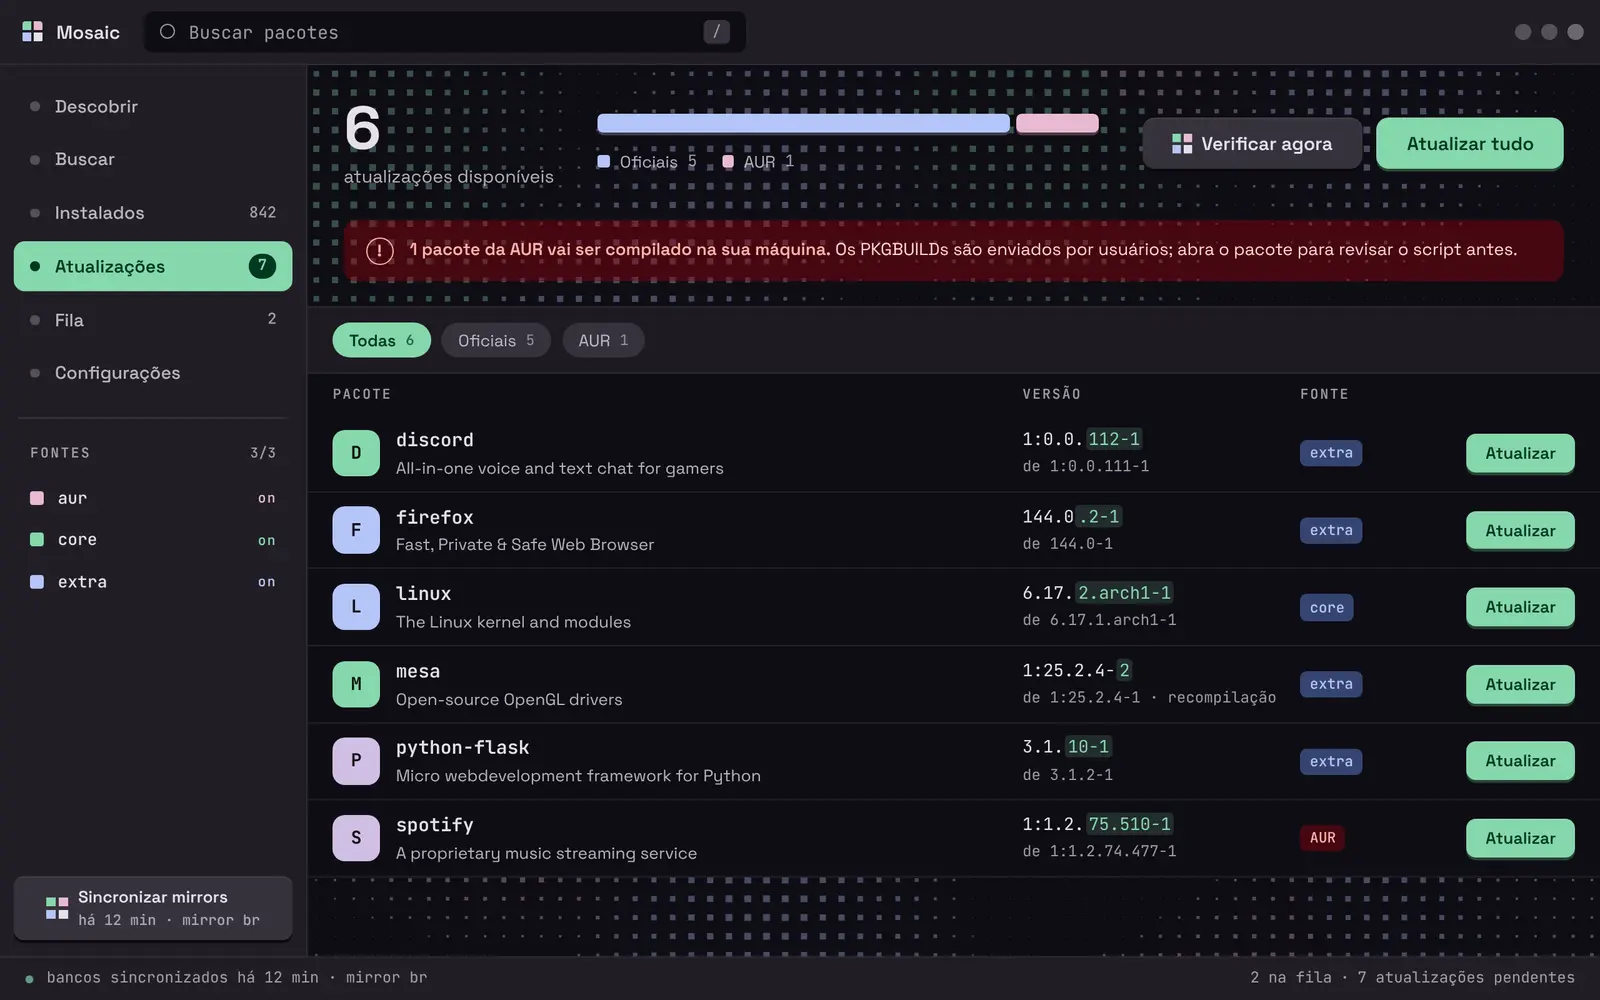 Mosaic
Buscar pacotes
/
Descobrir
Buscar
Instalados 842
Atualizações 7
Fila 2
Configurações
FONTES 3/3
aur on
core on
extra on
Sincronizar mirrors
há 12 min · mirror br
6
atualizações disponíveis
Oficiais 5 AUR 1
Verificar agora
Atualizar tudo
1 pacote da AUR vai ser compilado na sua máquina. Os PKGBUILDs são enviados por usuários; abra o pacote para revisar o script antes.
Todas 6 Oficiais 5 AUR 1
PACOTE VERSÃO FONTE
D
discord
All-in-one voice and text chat for gamers
1:0.0.112-1
de 1:0.0.111-1
extra
Atualizar
F
firefox
Fast, Private & Safe Web Browser
144.0.2-1
de 144.0-1
extra
Atualizar
L
linux
The Linux kernel and modules
6.17.2.arch1-1
de 6.17.1.arch1-1
core
Atualizar
M
mesa
Open-source OpenGL drivers
1:25.2.4-2
de 1:25.2.4-1 · recompilação
extra
Atualizar
P
python-flask
Micro webdevelopment framework for Python
3.1.10-1
de 3.1.2-1
extra
Atualizar
S
spotify
A proprietary music streaming service
1:1.2.75.510-1
de 1:1.2.74.477-1
AUR
Atualizar
bancos sincronizados há 12 min · mirror br
2 na fila · 7 atualizações pendentes